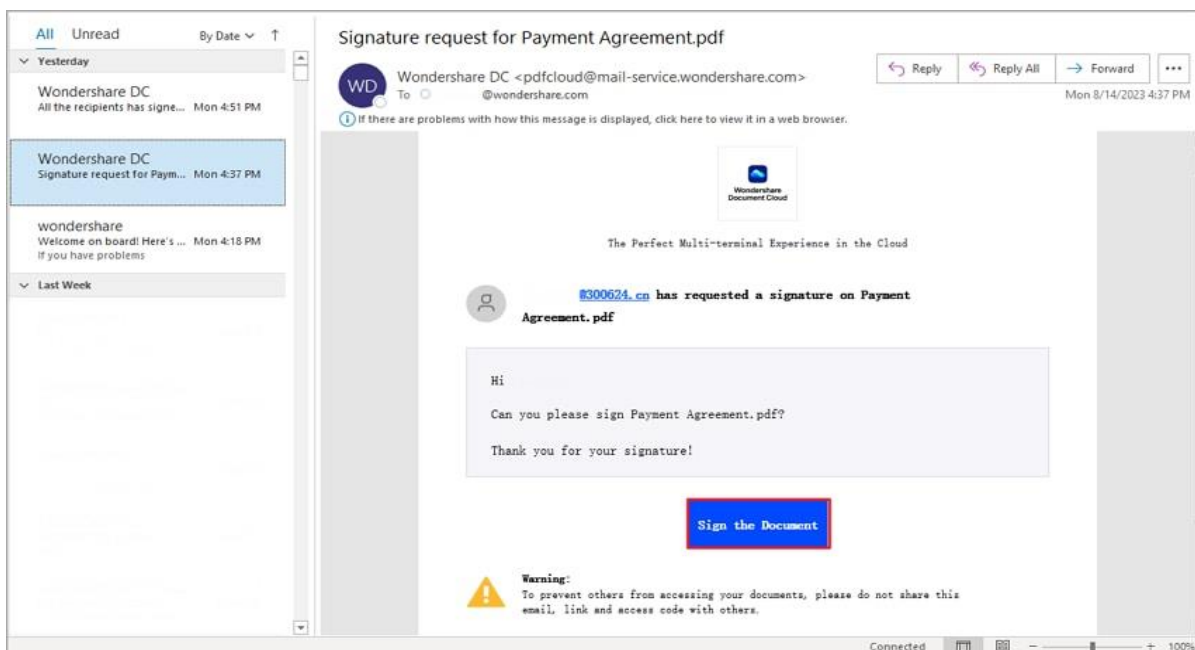 All Unread By Date
Yesterday
Wondershare DC
All the recipients has signe... Mon 4:51 PM
Wondershare DC
Signature request for Paym... Mon 4:37 PM
wondershare
Welcome on board! Here's ... Mon 4:18 PM
If you have problems
Last Week
Signature request for Payment Agreement.pdf
WD
Wondershare DC <pdfcloud@mail-service.wondershare.com>
To @wondershare.com
Reply Reply All Forward
Mon 8/14/2023 4:37 PM
If there are problems with how this message is displayed, click here to view it in a web browser.
Wondershare
Document Cloud
The Perfect Multi-terminal Experience in the Cloud
@300624.cn has requested a signature on Payment
Agreement.pdf
Hi
Can you please sign Payment Agreement.pdf?
Thank you for your signature!
Sign the Document
Warning:
To prevent others from accessing your documents, please do not share this
email, link and access code with others.
Connected 100%